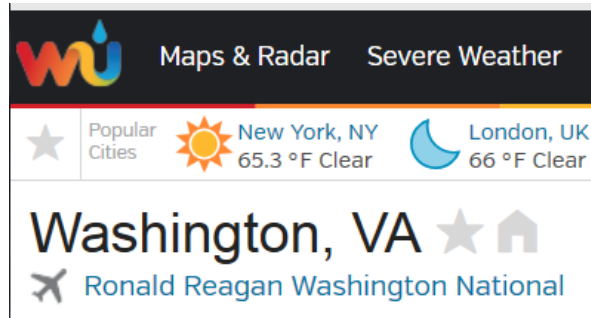 wu Maps & Radar Severe Weather
Popular Cities
New York, NY
65.3 °F Clear
London, UK
66 °F Clear
Washington, VA
Ronald Reagan Washington National